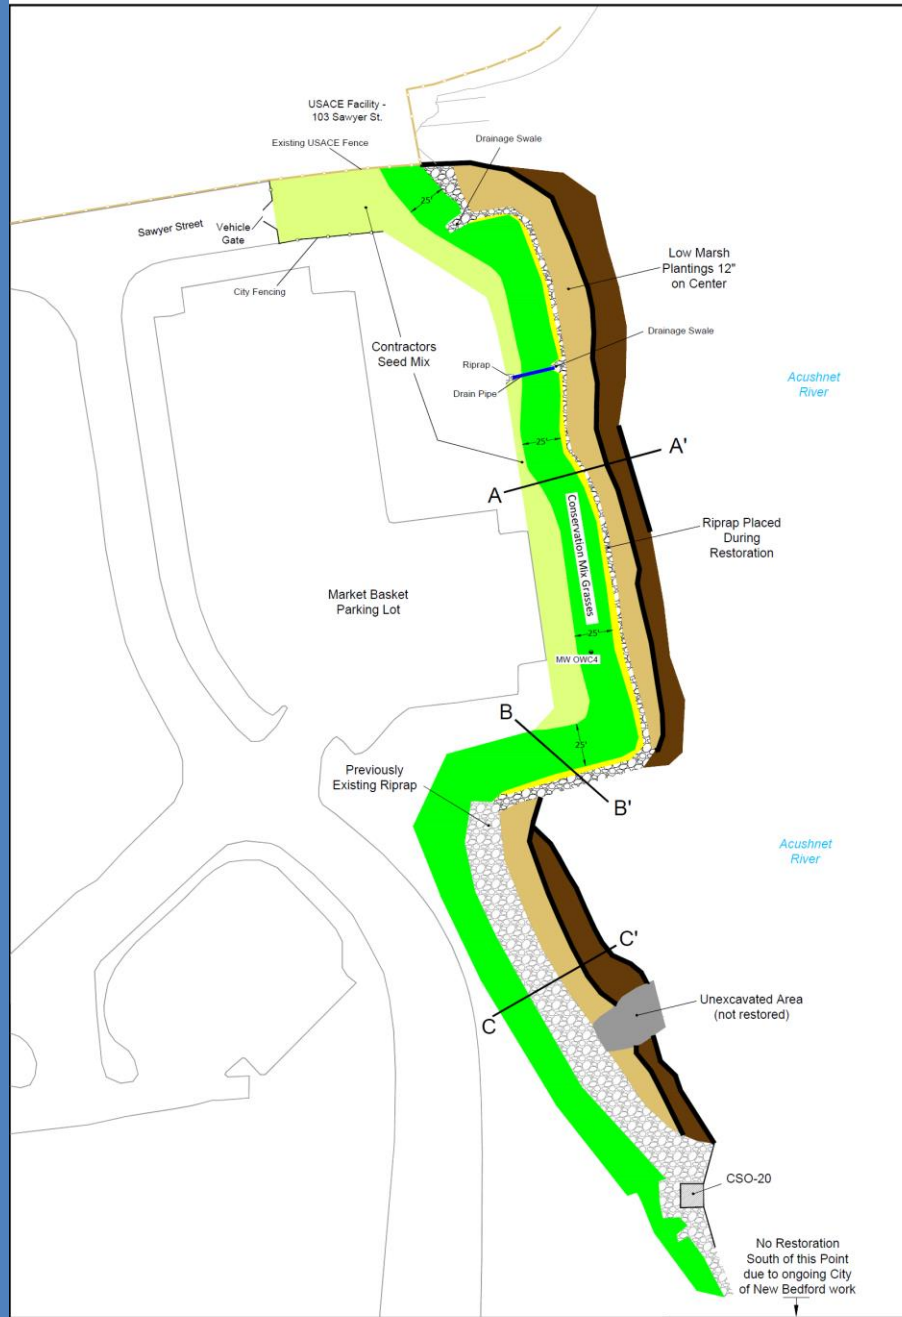 USACE Facility -
103 Sawyer St.
Existing USACE Fence
Drainage Swale
25'
Sawyer Street
Vehicle
Gate
City Fencing
Low Marsh
Plantings 12"
on Center
Contractors
Seed Mix
Riprap
Drain Pipe
Drainage Swale
Acushnet
River
25'
A
A'
Conservation Mix Grasses
Riprap Placed
During
Restoration
Market Basket
Parking Lot
25'
MW OWC4
B
25'
B'
Previously
Existing Riprap
Acushnet
River
C'
C
Unexcavated Area
(not restored)
CSO-20
No Restoration
South of this Point
due to ongoing City
of New Bedford work